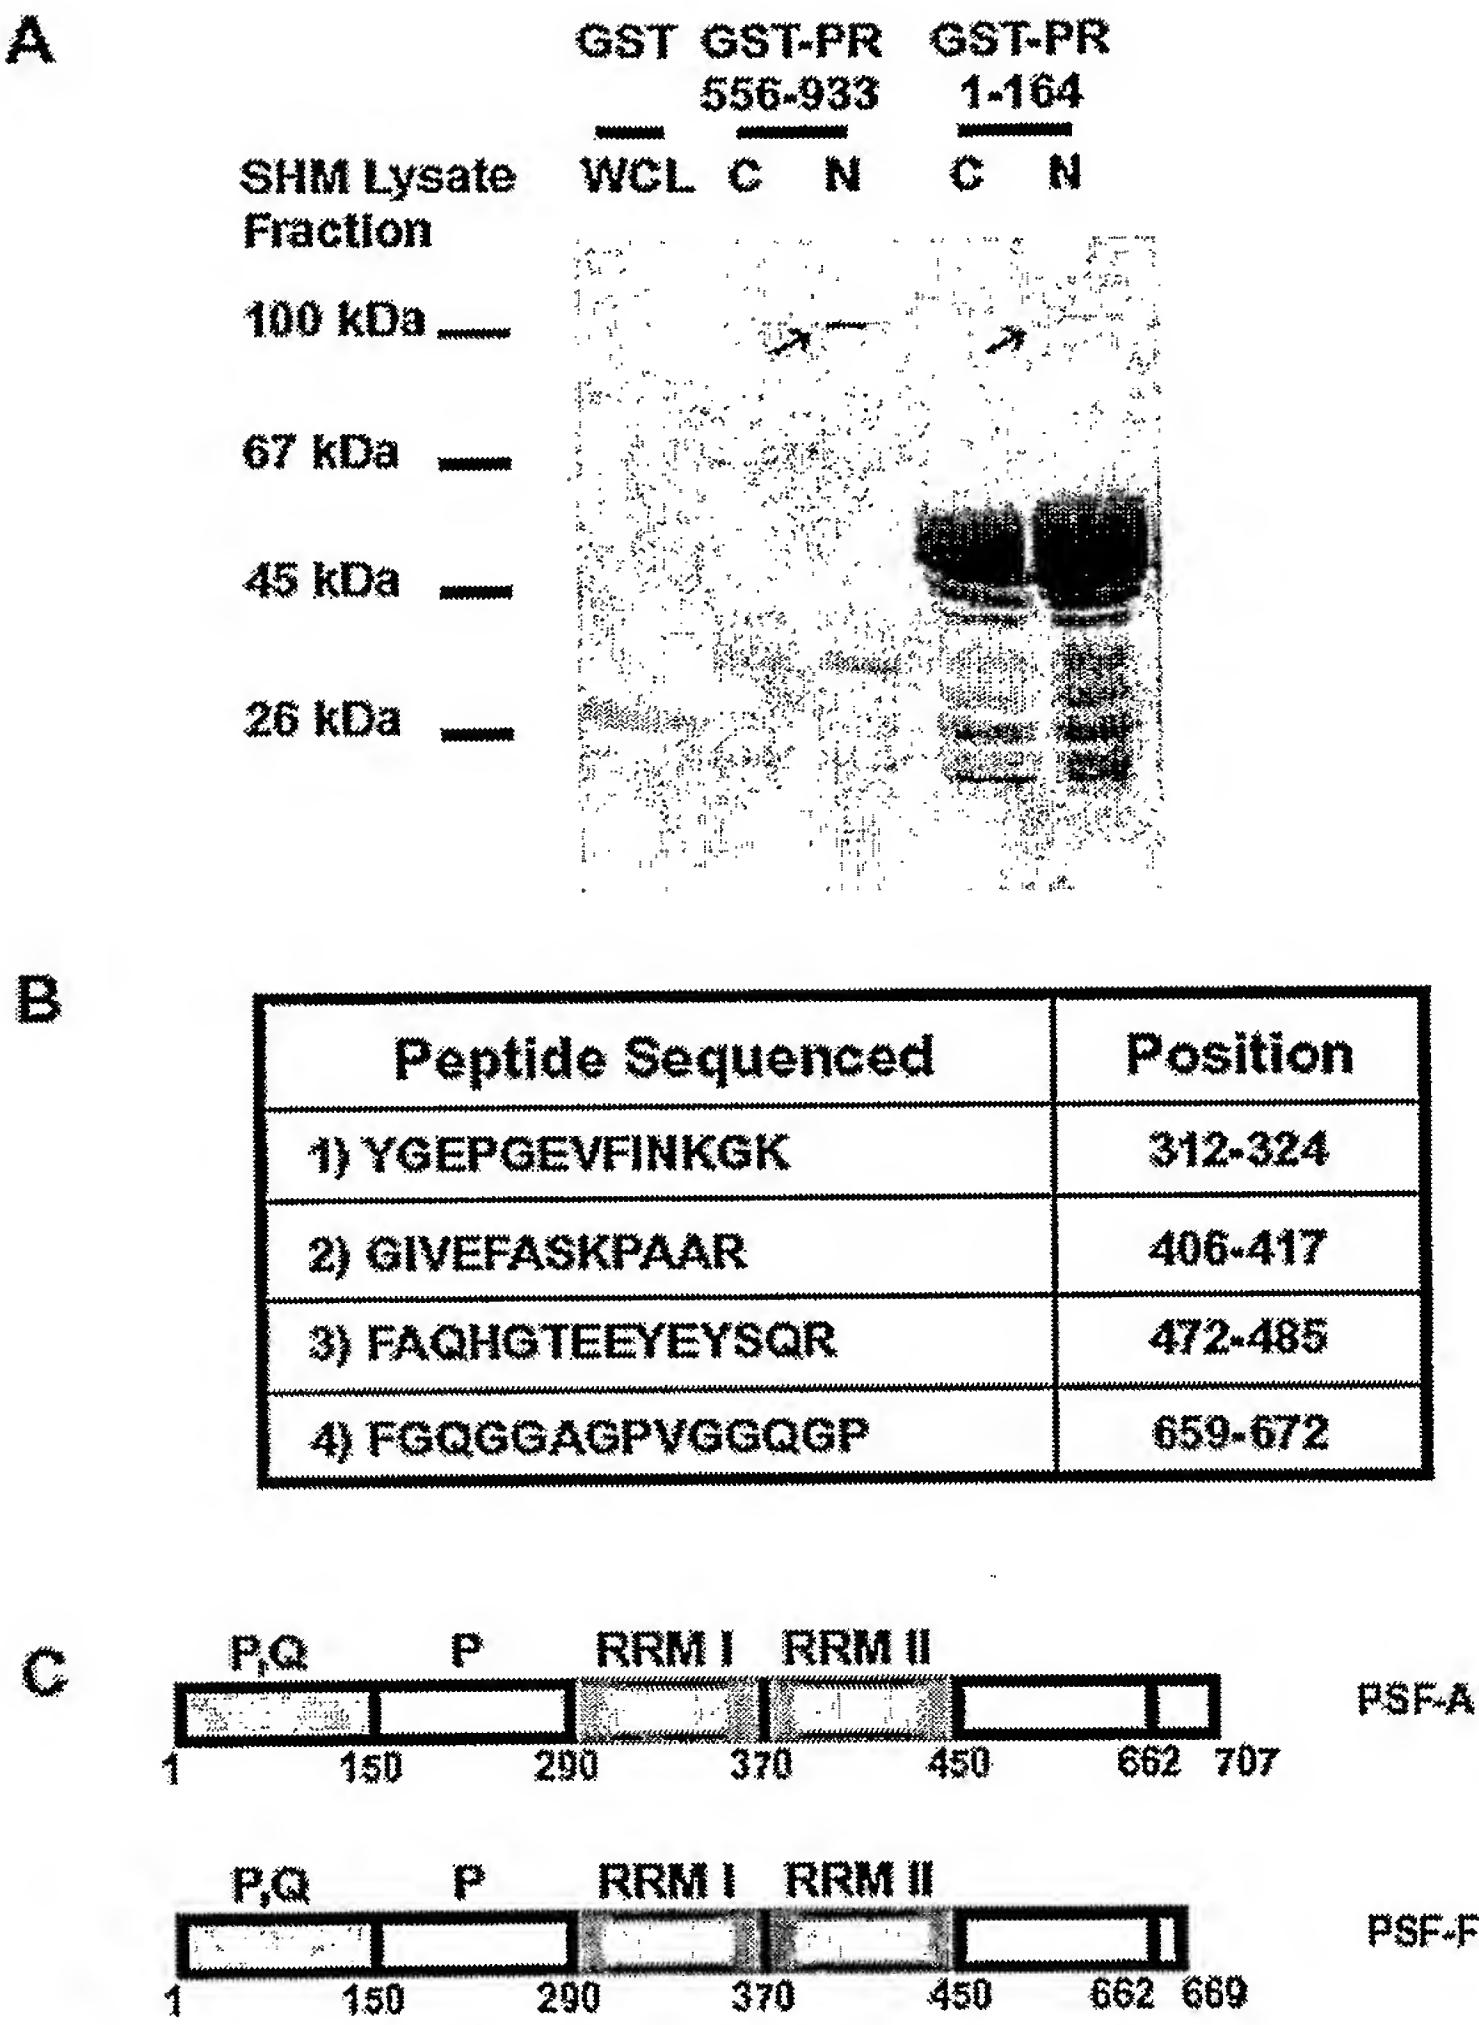 A
GST GST-PR GST-PR
556-933 1-164
SHM Lysate WCL C N C N
Fraction
100 kDa
67 kDa
45 kDa
26 kDa
B
Peptide Sequenced Position
1) YGEPGEVFINKGK 312-324
2) GIVEFASKPAAR 406-417
3) FAQHGTEEYEYSQR 472-485
4) FGQGGAGPVGGQGP 659-672
C
P,Q P RRM I RRM II
PSF-A
1 150 290 370 450 662 707
P,Q P RRM I RRM II
PSF-F
1 150 290 370 450 662 669